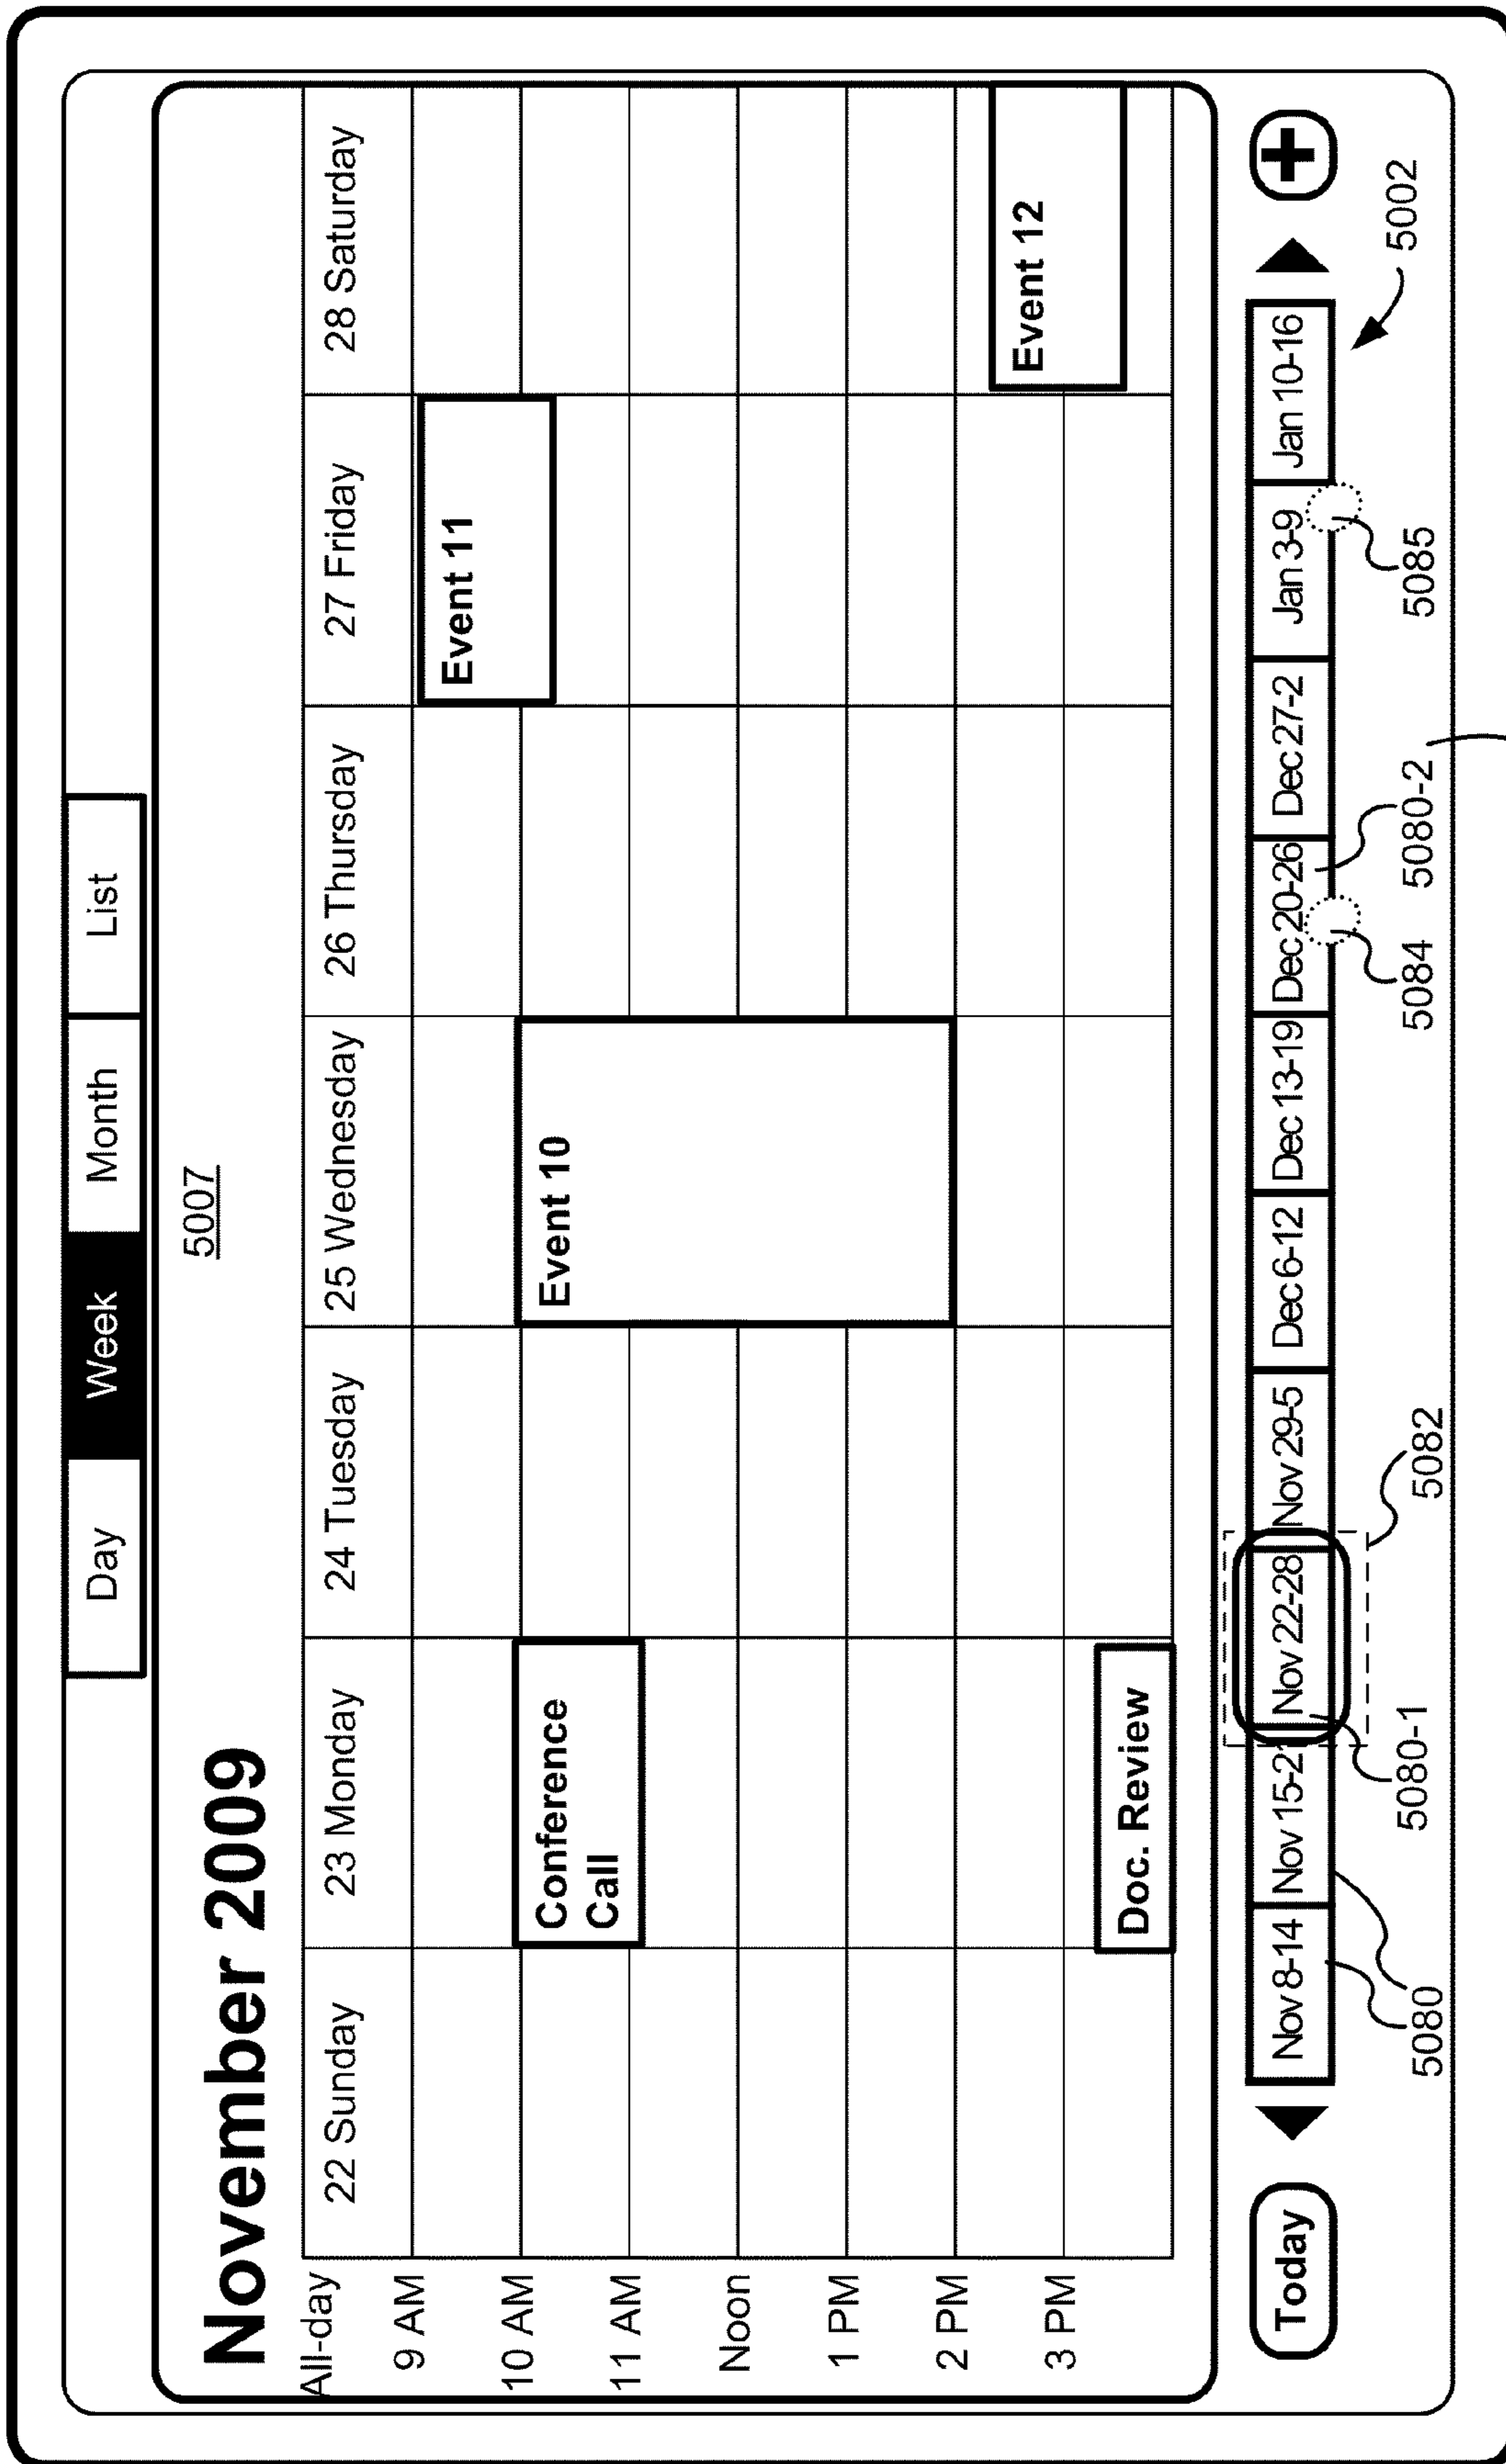 Day Week Month List
5007
November 2009
All-day 22 Sunday 23 Monday 24 Tuesday 25 Wednesday 26 Thursday 27 Friday 28 Saturday
9 AM
Event 11
10 AM
Conference
Call
Event 10
11 AM
Noon
1 PM
2 PM
Event 12
3 PM
Doc. Review
Today Nov 8-14 Nov 15-21 Nov 22-28 Nov 29-5 Dec 6-12 Dec 13-19 Dec 20-26 Dec 27-2 Jan 3-9 Jan 10-16 +
5080 5080-1 5082 5084 5080-2 5085 5002